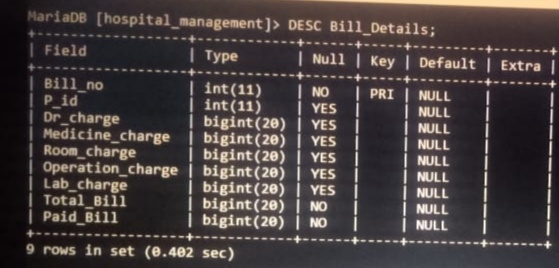 MariaDB [hospital_management]> DESC Bill_Details;
+------------------+------------+------+-----+---------+-------+
| Field | Type | Null | Key | Default | Extra |
+------------------+------------+------+-----+---------+-------+
| Bill_no | int(11) | NO | PRI | NULL | |
| P_id | int(11) | YES | | NULL | |
| Dr_charge | bigint(20) | YES | | NULL | |
| Medicine_charge | bigint(20) | YES | | NULL | |
| Room_charge | bigint(20) | YES | | NULL | |
| Operation_charge | bigint(20) | YES | | NULL | |
| Lab_charge | bigint(20) | YES | | NULL | |
| Total_Bill | bigint(20) | NO | | NULL | |
| Paid_Bill | bigint(20) | NO | | NULL | |
+------------------+------------+------+-----+---------+-------+
9 rows in set (0.402 sec)